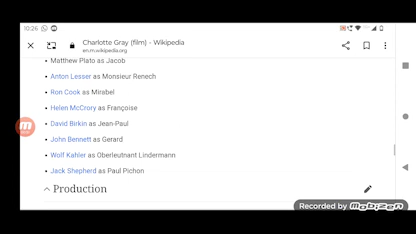 10:26
Charlotte Gray (film) - Wikipedia
en.m.wikipedia.org
• Matthew Plato as Jacob
• Anton Lesser as Monsieur Renech
• Ron Cook as Mirabel
• Helen McCrory as Françoise
• David Birkin as Jean-Paul
• John Bennett as Gerard
• Wolf Kahler as Oberleutnant Lindermann
• Jack Shepherd as Paul Pichon
Production
Recorded by mobizen